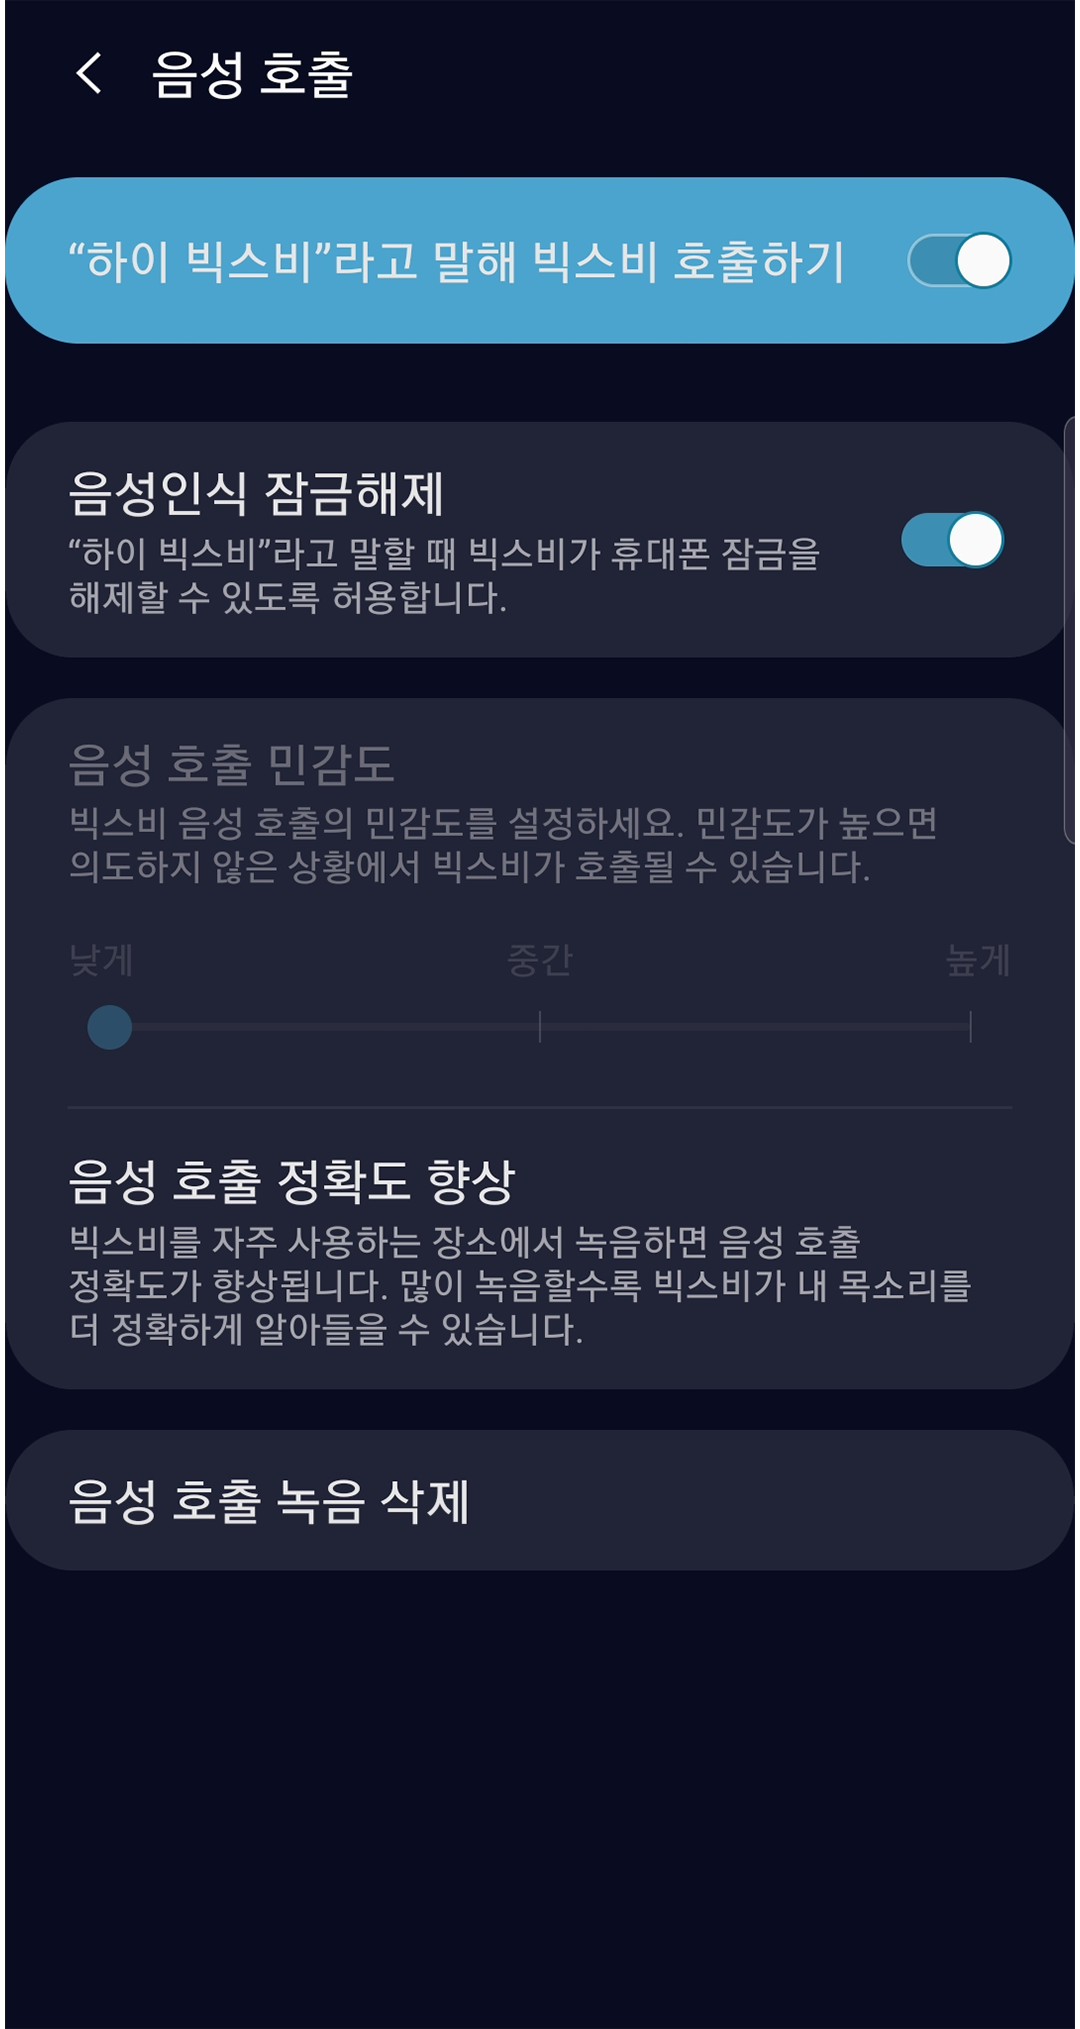 음성 호출
“하이 빅스비”라고 말해 빅스비 호출하기
음성인식 잠금해제
“하이 빅스비”라고 말할 때 빅스비가 휴대폰 잠금을
해제할 수 있도록 허용합니다.
음성 호출 민감도
빅스비 음성 호출의 민감도를 설정하세요. 민감도가 높으면
의도하지 않은 상황에서 빅스비가 호출될 수 있습니다.
낮게 중간 높게
음성 호출 정확도 향상
빅스비를 자주 사용하는 장소에서 녹음하면 음성 호출
정확도가 향상됩니다. 많이 녹음할수록 빅스비가 내 목소리를
더 정확하게 알아들을 수 있습니다.
음성 호출 녹음 삭제